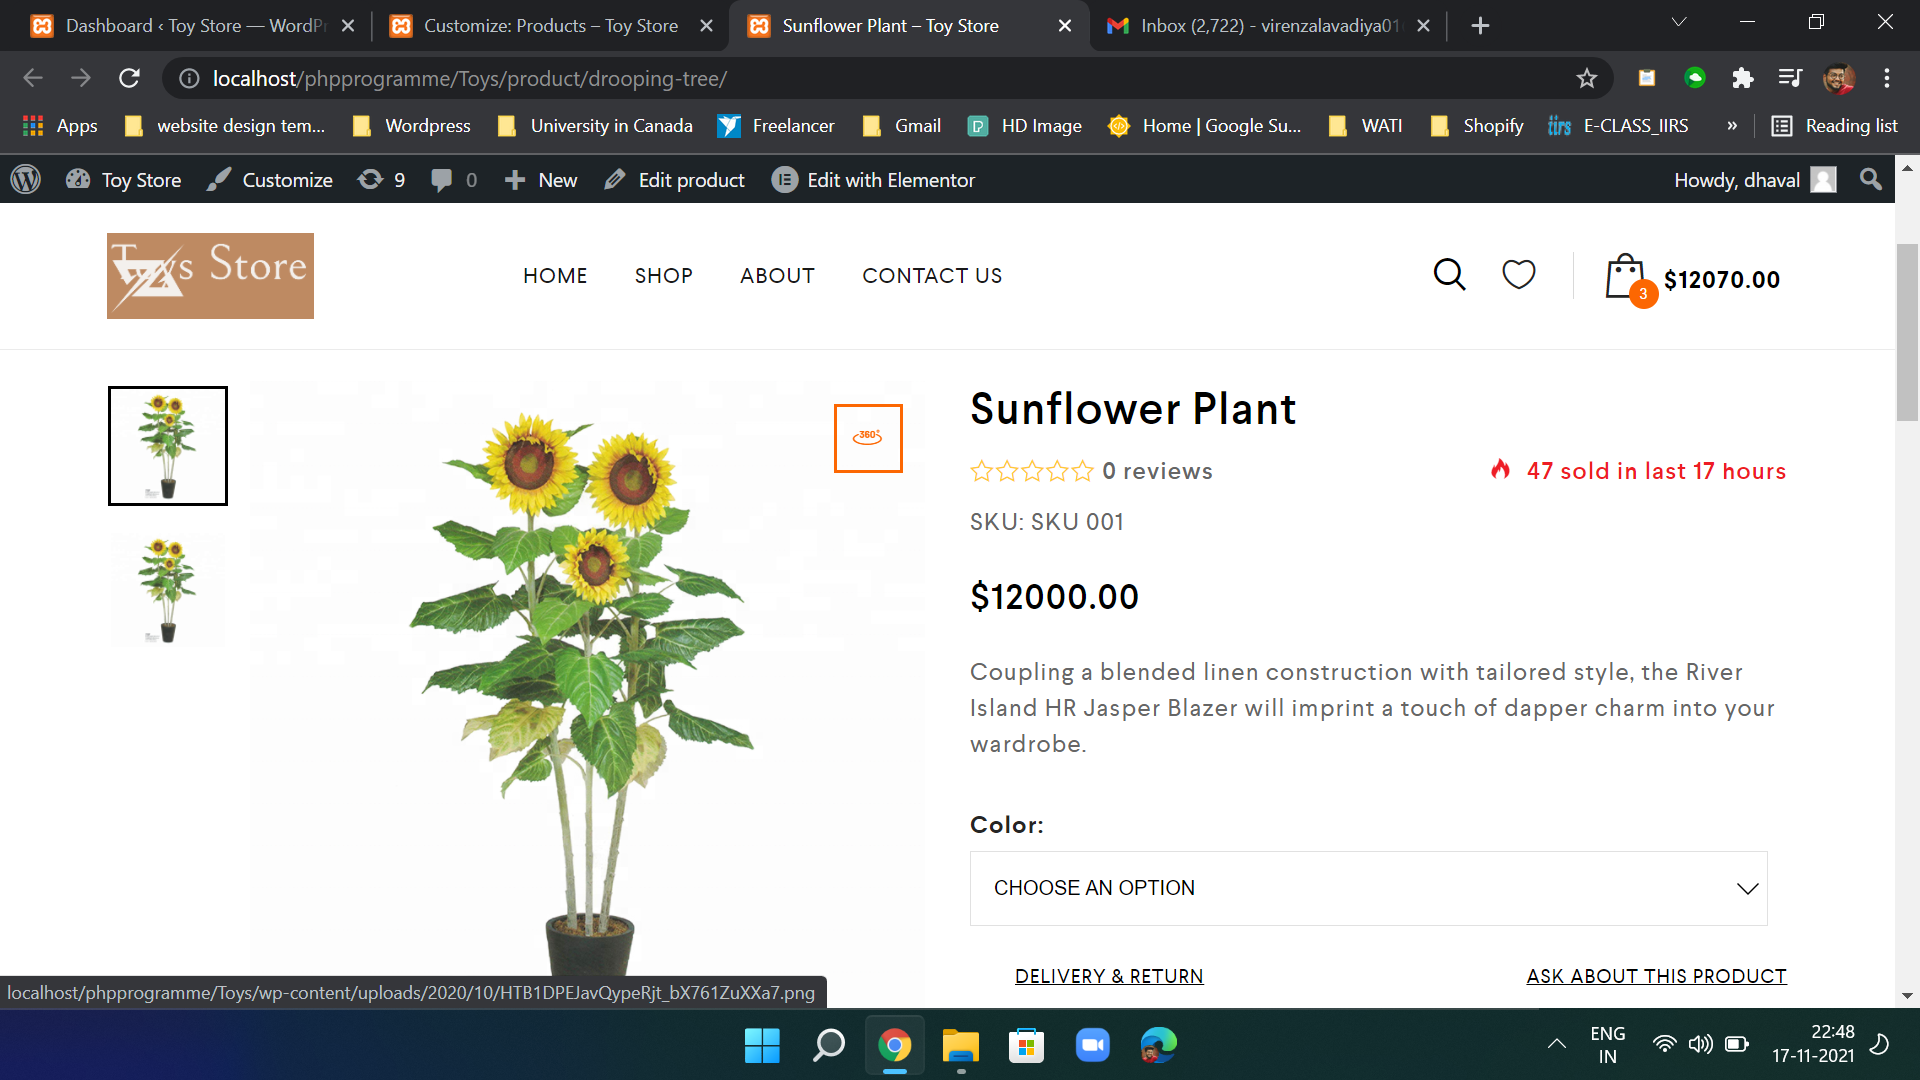 Dashboard ‹ Toy Store — WordPr
Customize: Products – Toy Store
Sunflower Plant – Toy Store
Inbox (2,722) - virenzalavadiya01
localhost/phpprogramme/Toys/product/drooping-tree/
Apps
website design tem...
Wordpress
University in Canada
Freelancer
Gmail
HD Image
Home | Google Su...
WATI
Shopify
iirs
E-CLASS_IIRS
»
Reading list
Toy Store
Customize
9
0
New
Edit product
Edit with Elementor
Howdy, dhaval
Toys Store
HOME
SHOP
ABOUT
CONTACT US
3
$12070.00
360°
Sunflower Plant
0 reviews
47 sold in last 17 hours
SKU: SKU 001
$12000.00
Coupling a blended linen construction with tailored style, the River
Island HR Jasper Blazer will imprint a touch of dapper charm into your
wardrobe.
Color:
CHOOSE AN OPTION
DELIVERY & RETURN
ASK ABOUT THIS PRODUCT
localhost/phpprogramme/Toys/wp-content/uploads/2020/10/HTB1DPEJavQypeRjt_bX761ZuXXa7.png
ENG
IN
22:48
17-11-2021